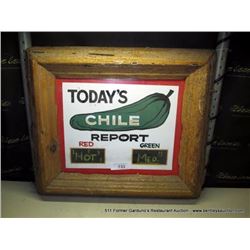 TODAY'S
CHILE
REPORT
RED GREEN
"HOT" MED.
511 Former Garduno's Restaurant Auction - www.bentleysauction.com